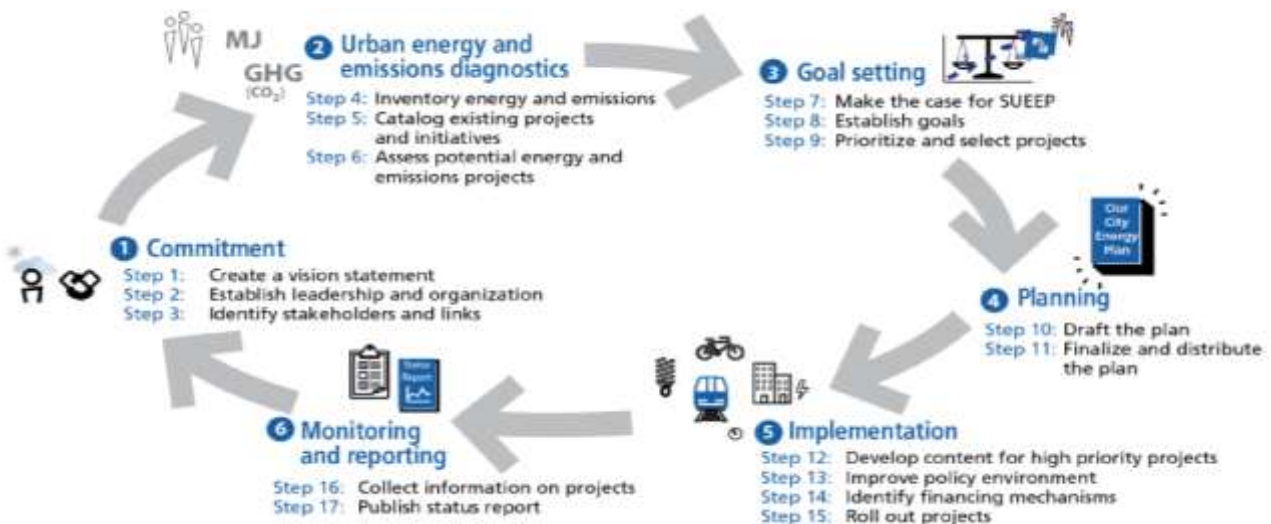 1 Commitment
Step 1: Create a vision statement
Step 2: Establish leadership and organization
Step 3: Identify stakeholders and links
MJ
GHG
(CO₂)
2 Urban energy and
emissions diagnostics
Step 4: Inventory energy and emissions
Step 5: Catalog existing projects
and initiatives
Step 6: Assess potential energy and
emissions projects
3 Goal setting
Step 7: Make the case for SUEEP
Step 8: Establish goals
Step 9: Prioritize and select projects
Our
City
Energy
Plan
4 Planning
Step 10: Draft the plan
Step 11: Finalize and distribute
the plan
5 Implementation
Step 12: Develop content for high priority projects
Step 13: Improve policy environment
Step 14: Identify financing mechanisms
Step 15: Roll out projects
Status
Report
6 Monitoring
and reporting
Step 16: Collect information on projects
Step 17: Publish status report